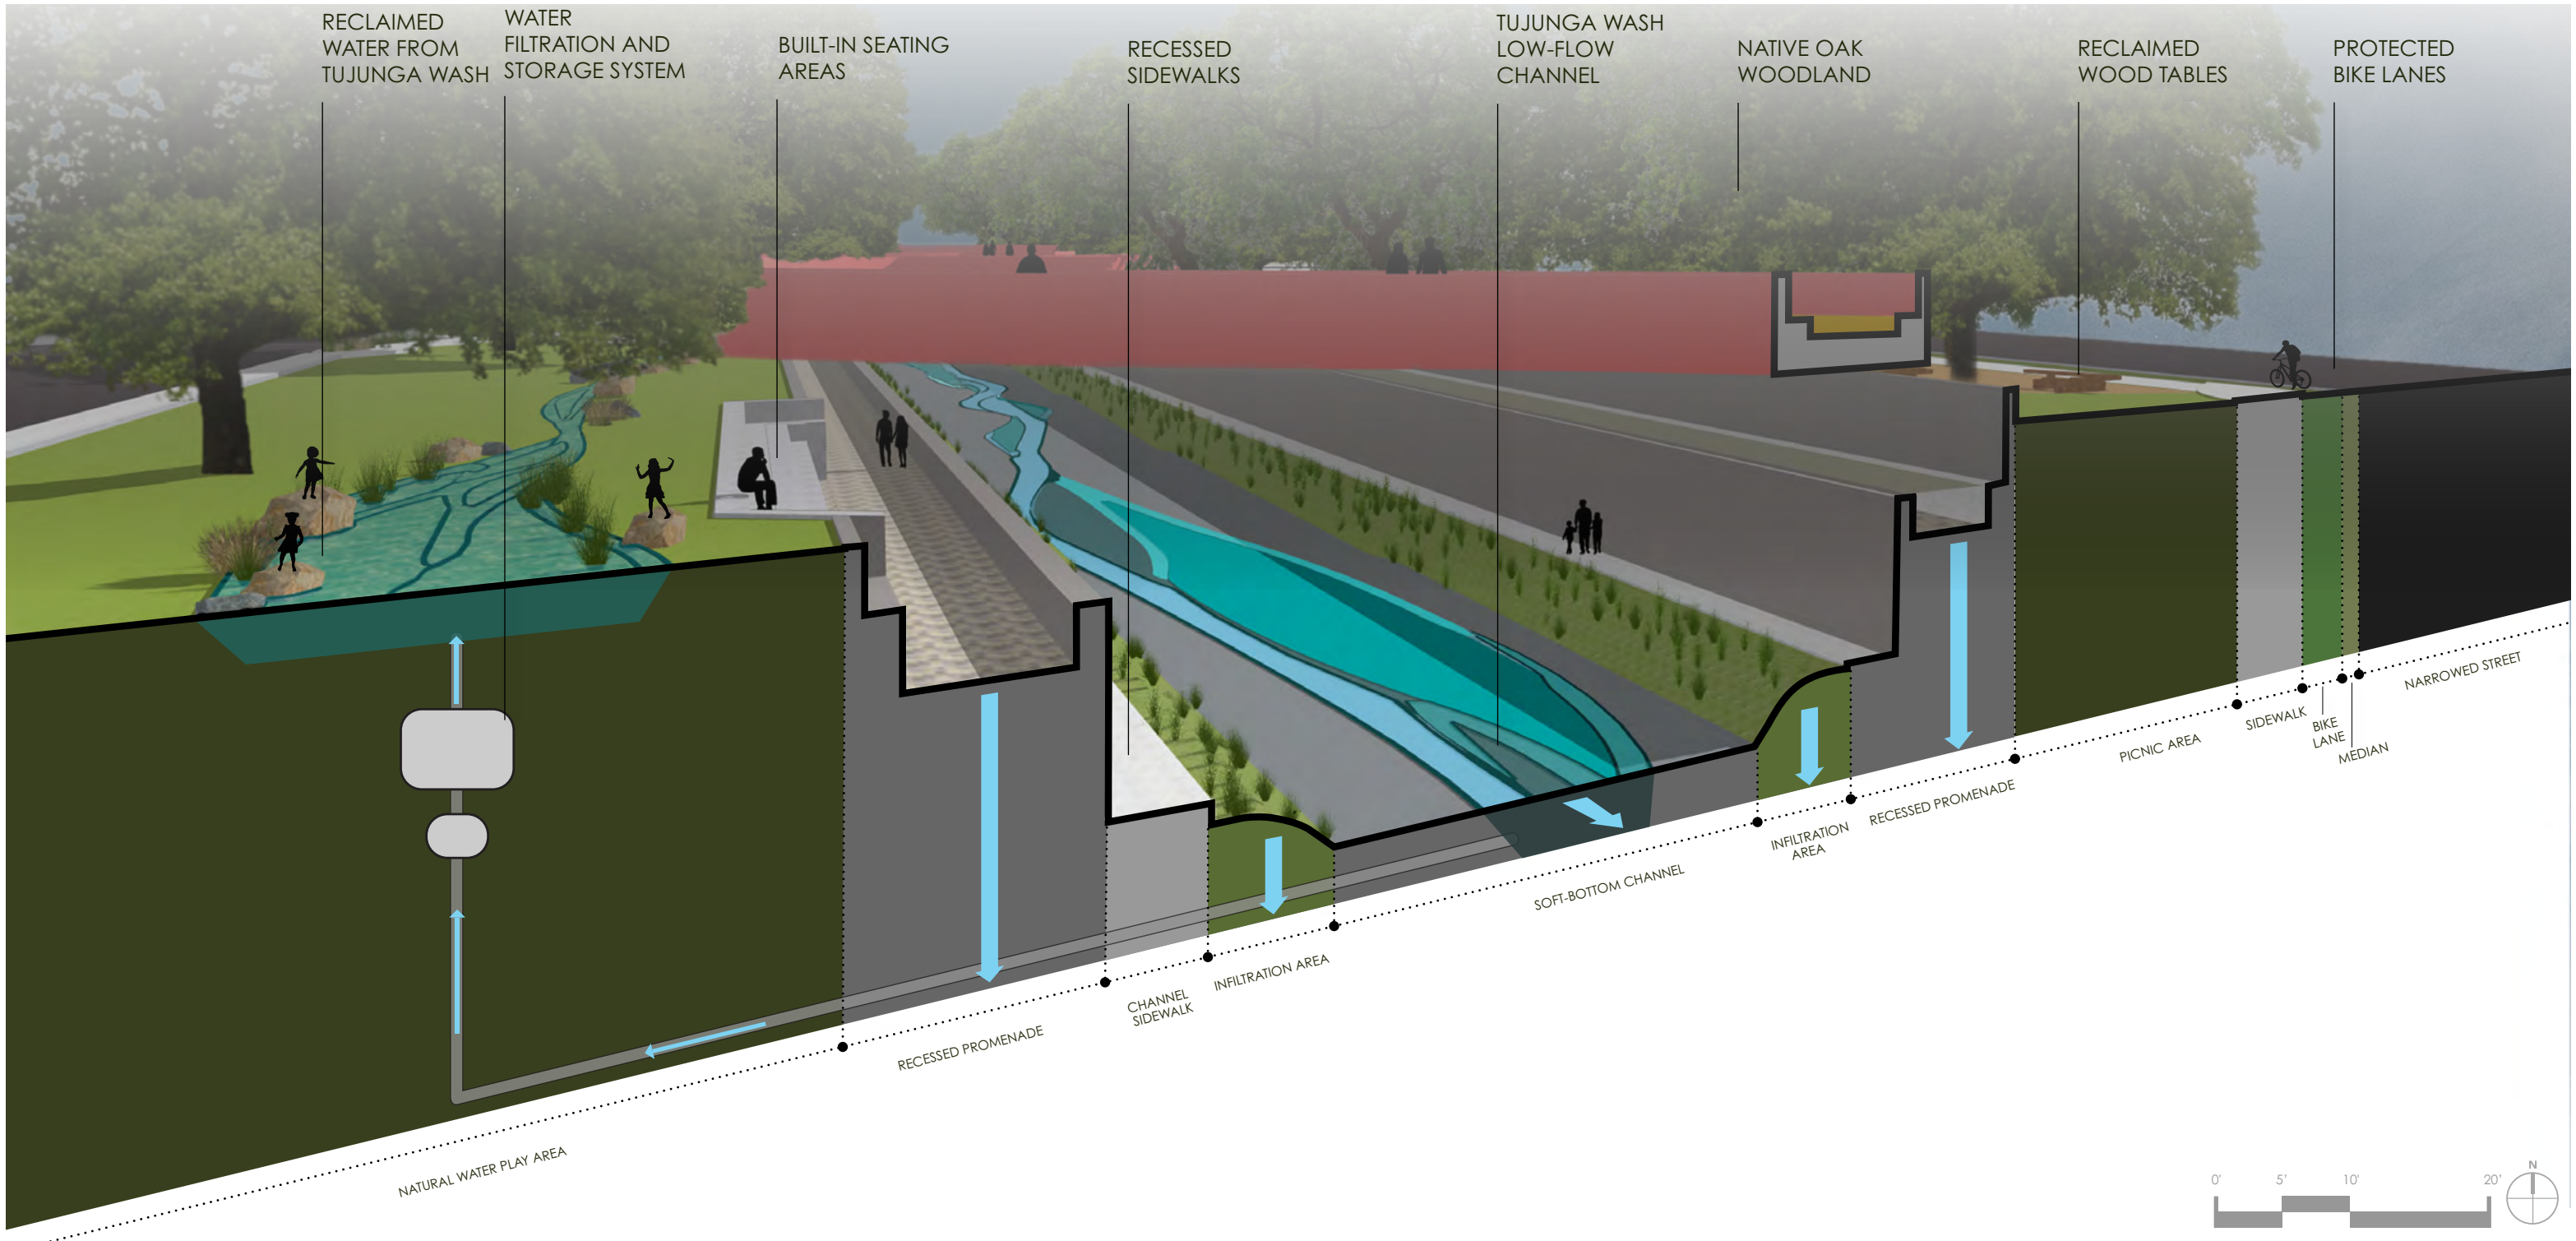 RECLAIMED
WATER FROM
TUJUNGA WASH
WATER
FILTRATION AND
STORAGE SYSTEM
BUILT-IN SEATING
AREAS
RECESSED
SIDEWALKS
TUJUNGA WASH
LOW-FLOW
CHANNEL
NATIVE OAK
WOODLAND
RECLAIMED
WOOD TABLES
PROTECTED
BIKE LANES
NATURAL WATER PLAY AREA
RECESSED PROMENADE
CHANNEL
SIDEWALK
INFILTRATION AREA
SOFT-BOTTOM CHANNEL
INFILTRATION
AREA
RECESSED PROMENADE
PICNIC AREA
SIDEWALK
BIKE
LANE
MEDIAN
NARROWED STREET
0' 5' 10' 20'
N